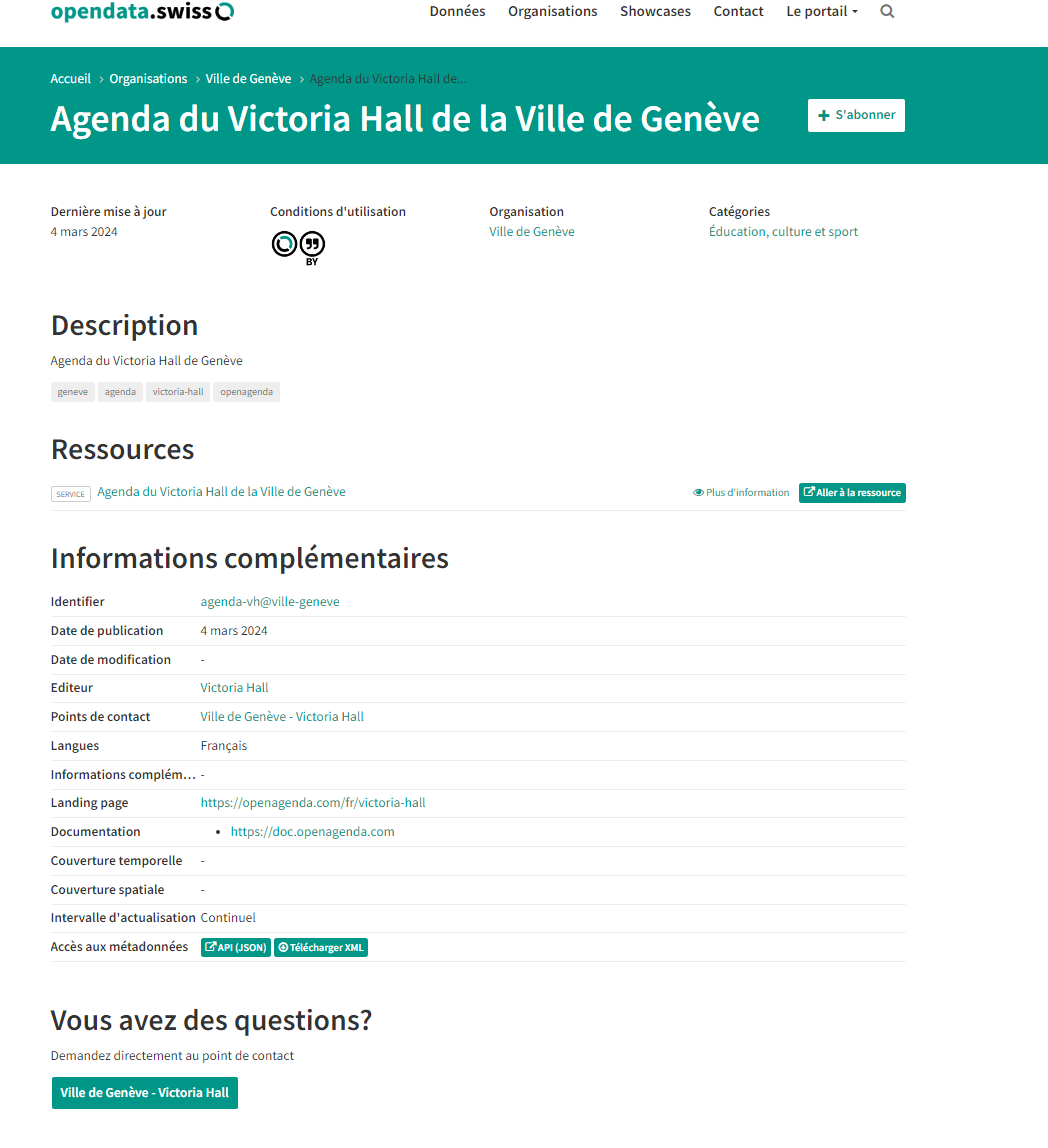 opendata.swiss
Données Organisations Showcases Contact Le portail
Accueil > Organisations > Ville de Genève > Agenda du Victoria Hall de...
Agenda du Victoria Hall de la Ville de Genève
+ S'abonner
Dernière mise à jour
4 mars 2024
Conditions d'utilisation
BY
Organisation
Ville de Genève
Catégories
Éducation, culture et sport
Description
Agenda du Victoria Hall de Genève
geneve agenda victoria-hall openagenda
Ressources
SERVICE Agenda du Victoria Hall de la Ville de Genève Plus d'information Aller à la ressource
Informations complémentaires
Identifier agenda-vh@ville-geneve
Date de publication 4 mars 2024
Date de modification -
Editeur Victoria Hall
Points de contact Ville de Genève - Victoria Hall
Langues Français
Informations complém... -
Landing page https://openagenda.com/fr/victoria-hall
Documentation • https://doc.openagenda.com
Couverture temporelle -
Couverture spatiale -
Intervalle d'actualisation Continuel
Accès aux métadonnées API (JSON) Télécharger XML
Vous avez des questions?
Demandez directement au point de contact
Ville de Genève - Victoria Hall